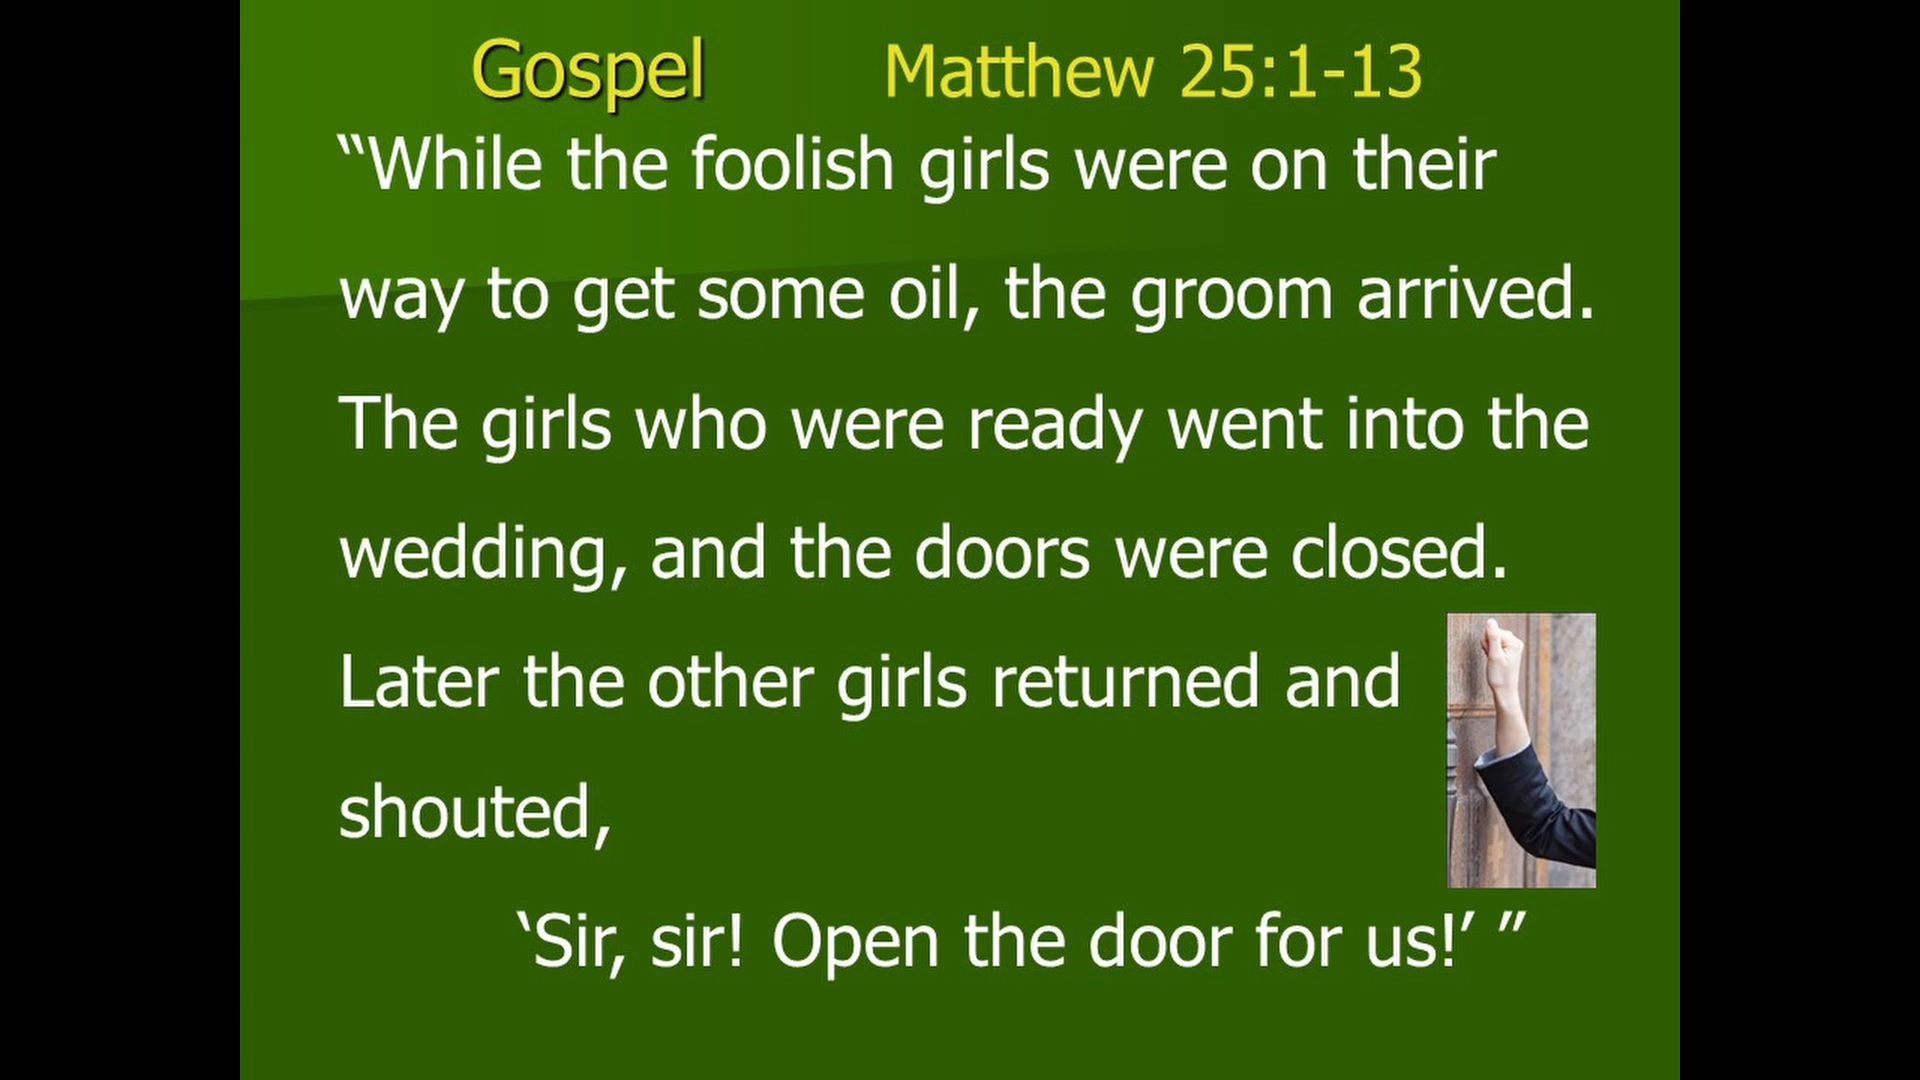 Gospel Matthew 25:1-13
“While the foolish girls were on their
way to get some oil, the groom arrived.
The girls who were ready went into the
wedding, and the doors were closed.
Later the other girls returned and
shouted,
‘Sir, sir! Open the door for us!’ ”